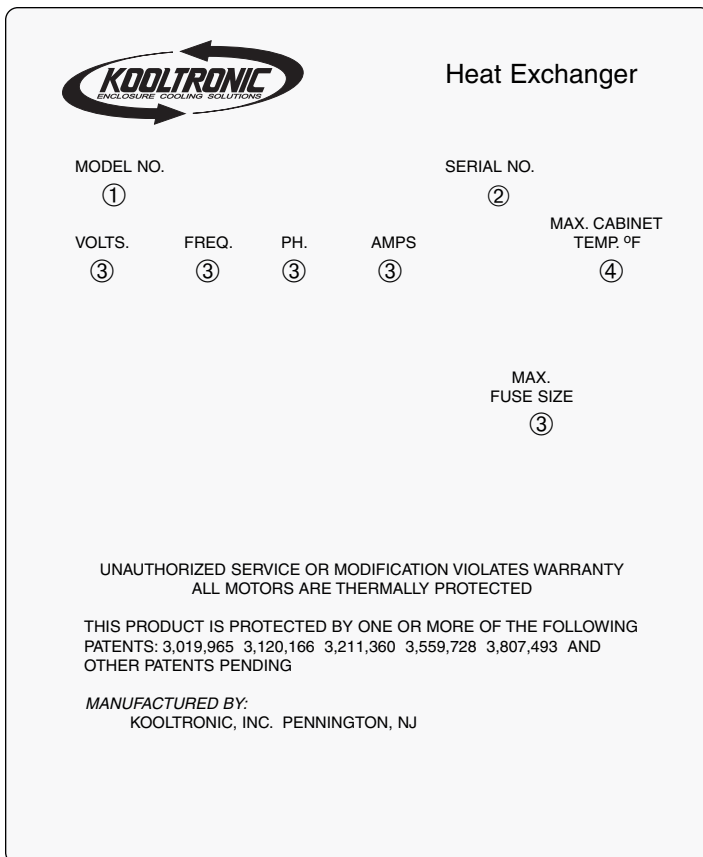 KOOLTRONIC
ENCLOSURE COOLING SOLUTIONS
Heat Exchanger
MODEL NO. SERIAL NO.
① ②
VOLTS. FREQ. PH. AMPS MAX. CABINET
TEMP. ºF
③ ③ ③ ③ ④
MAX.
FUSE SIZE
③
UNAUTHORIZED SERVICE OR MODIFICATION VIOLATES WARRANTY
ALL MOTORS ARE THERMALLY PROTECTED
THIS PRODUCT IS PROTECTED BY ONE OR MORE OF THE FOLLOWING
PATENTS: 3,019,965 3,120,166 3,211,360 3,559,728 3,807,493 AND
OTHER PATENTS PENDING
MANUFACTURED BY:
KOOLTRONIC, INC. PENNINGTON, NJ